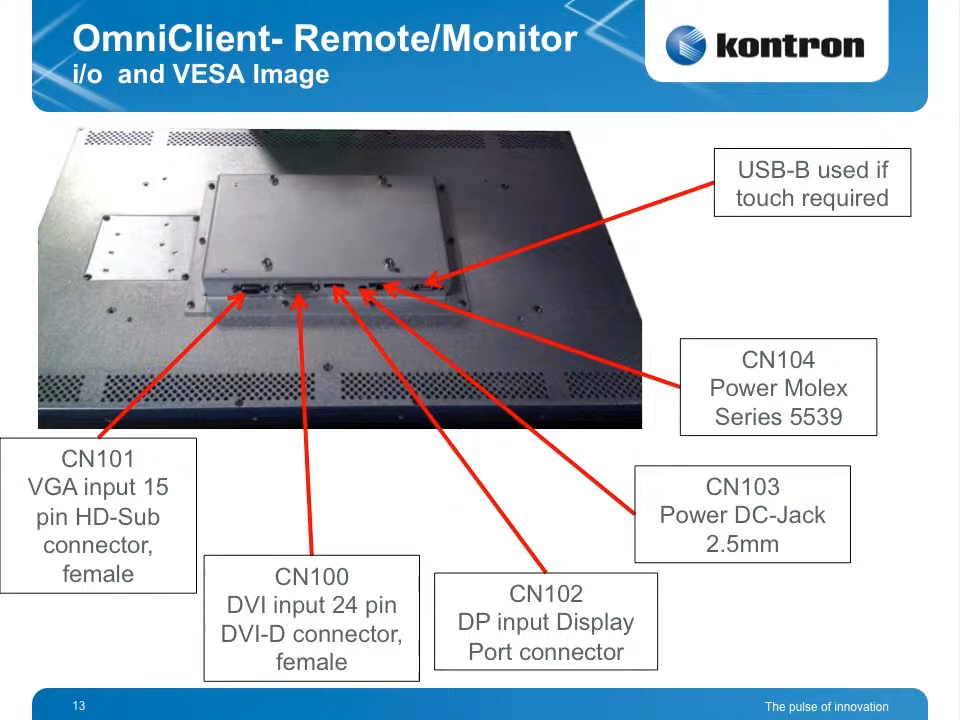 OmniClient- Remote/Monitor
i/o and VESA Image
kontron
USB-B used if
touch required
CN104
Power Molex
Series 5539
CN101
VGA input 15
pin HD-Sub
connector,
female
CN103
Power DC-Jack
2.5mm
CN100
DVI input 24 pin
DVI-D connector,
female
CN102
DP input Display
Port connector
13
The pulse of innovation